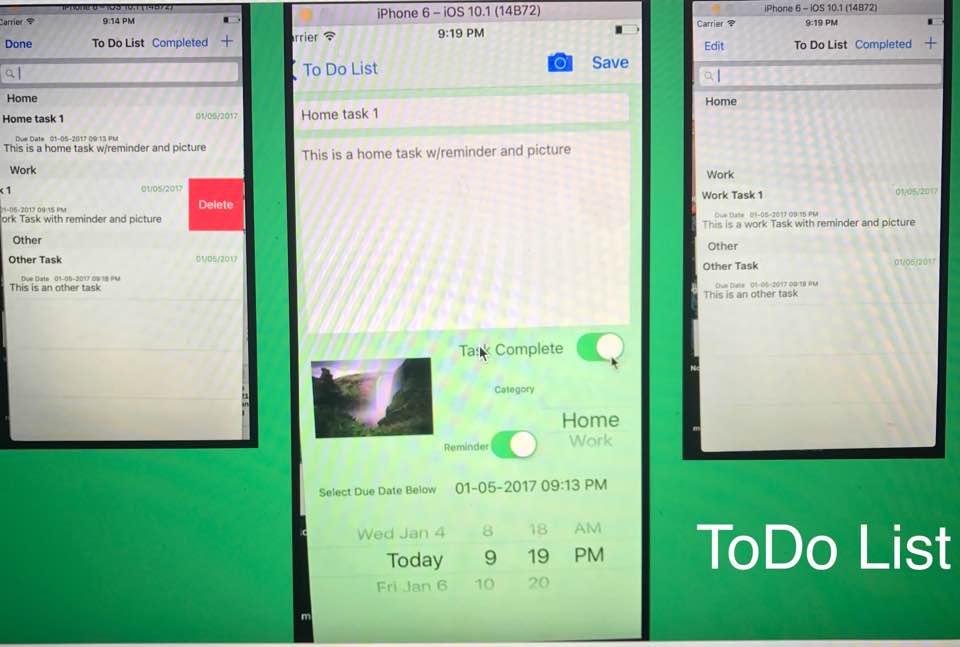 9:14 PM
Carrier
Done
To Do List
Completed
+
Home
Home task 1
01/05/2017
Due Date 01-05-2017 09:13 PM
This is a home task w/reminder and picture
Work
1
01/05/2017
Delete
01-05-2017 09:15 PM
ork Task with reminder and picture
Other
Other Task
01/05/2017
Due Date 01-05-2017 09:18 PM
This is an other task
iPhone 6 – iOS 10.1 (14B72)
rrier
9:19 PM
To Do List
Save
Home task 1
This is a home task w/reminder and picture
Task Complete
Category
Home
Work
Reminder
Select Due Date Below
01-05-2017 09:13 PM
Wed Jan 4 8 18 AM
Today 9 19 PM
Fri Jan 6 10 20
iPhone 6 – iOS 10.1 (14B72)
Carrier
9:19 PM
Edit
To Do List
Completed
+
Home
Work
Work Task 1
01/05/2017
Due Date 01-05-2017 09:15 PM
This is a work Task with reminder and picture
Other
Other Task
01/05/2017
Due Date 01-05-2017 09:18 PM
This is an other task
ToDo List